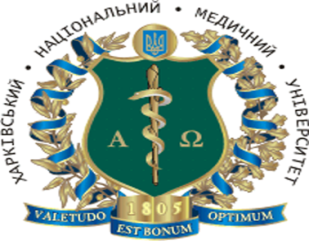 ХАРКІВСЬКИЙ • НАЦІОНАЛЬНИЙ • МЕДИЧНИЙ • УНІВЕРСИТЕТ
Α Ω
1805
VALETUDO EST BONUM OPTIMUM